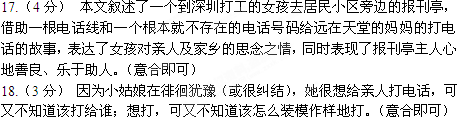 17.（4 分） 本文叙述了一个到深圳打工的女孩去居民小区旁边的报刊亭，
借助一根电话线和一个根本就不存在的电话号码给远在天堂的妈妈的打电
话的故事，表达了女孩对亲人及家乡的思念之情，同时表现了报刊亭主人心
地善良、乐于助人。（意合即可）
18.（3 分） 因为小姑娘在徘徊犹豫（或很纠结），她很想给亲人打电话，可
又不知道该打给谁；想打，可又不知道该怎么装模作样地打。（意合即可）